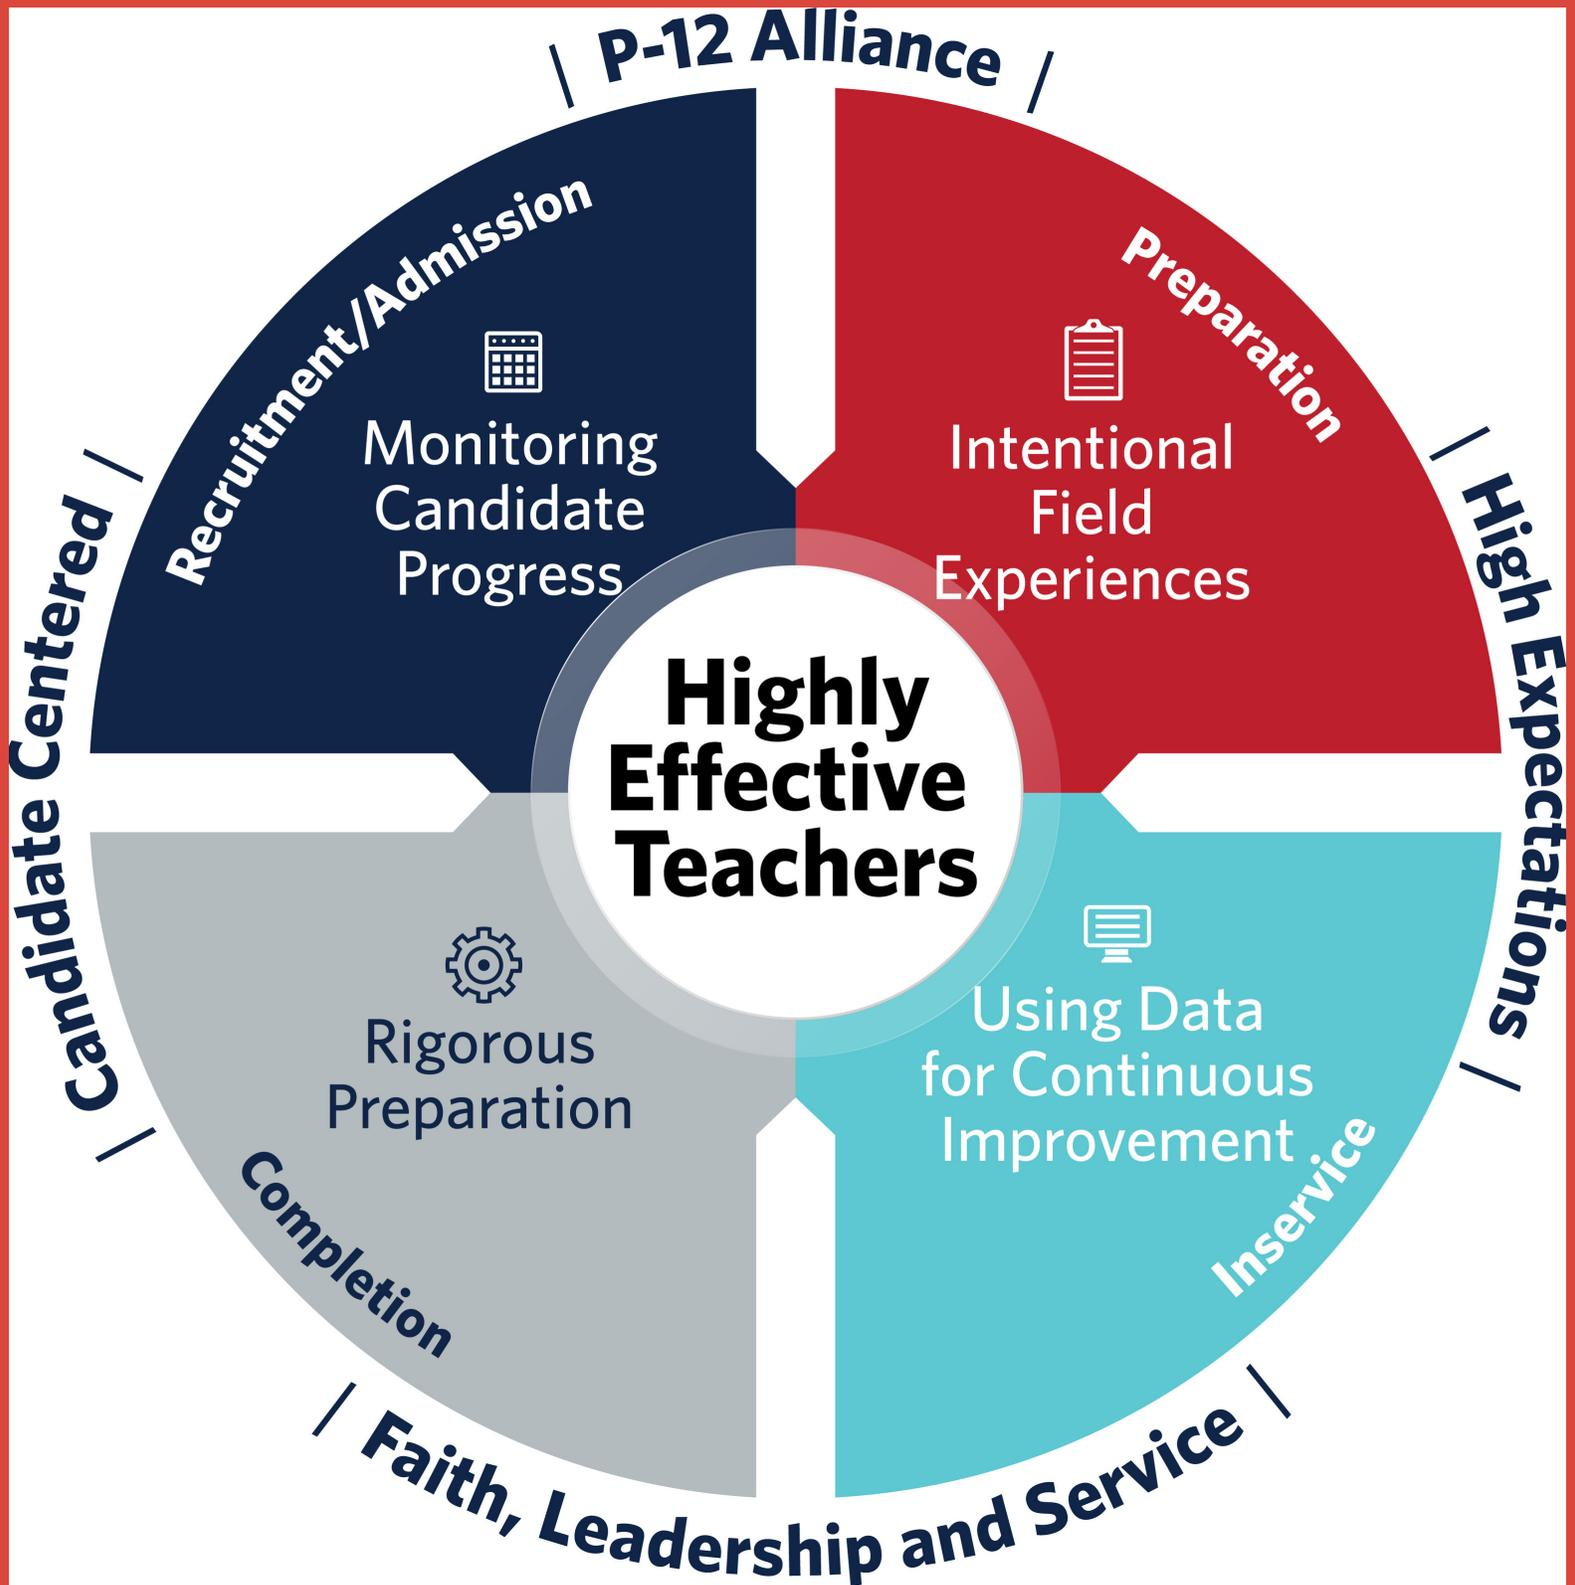 | P-12 Alliance |
Recruitment/Admission
Monitoring
Candidate
Progress
Preparation
Intentional
Field
Experiences
| Candidate Centered |
| High Expectations |
Highly
Effective
Teachers
Rigorous
Preparation
Completion
Using Data
for Continuous
Improvement
Inservice
| Faith, Leadership and Service |